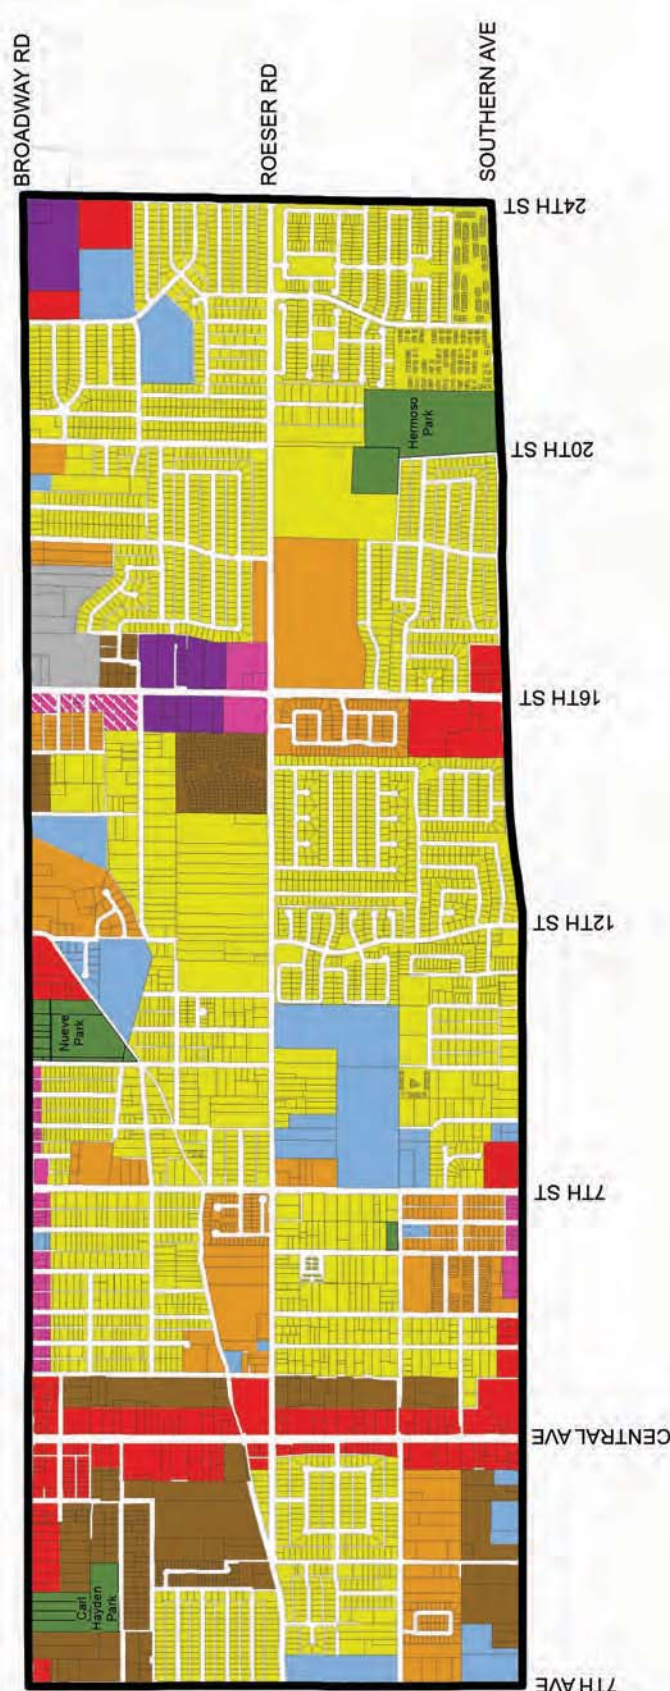 BROADWAY RD
ROESER RD
SOUTHERN AVE
24TH ST
Hermoso
Park
20TH ST
16TH ST
12TH ST
Nueve
Park
7TH ST
CENTRAL AVE
Carl
Hayden
Park
7TH AVE